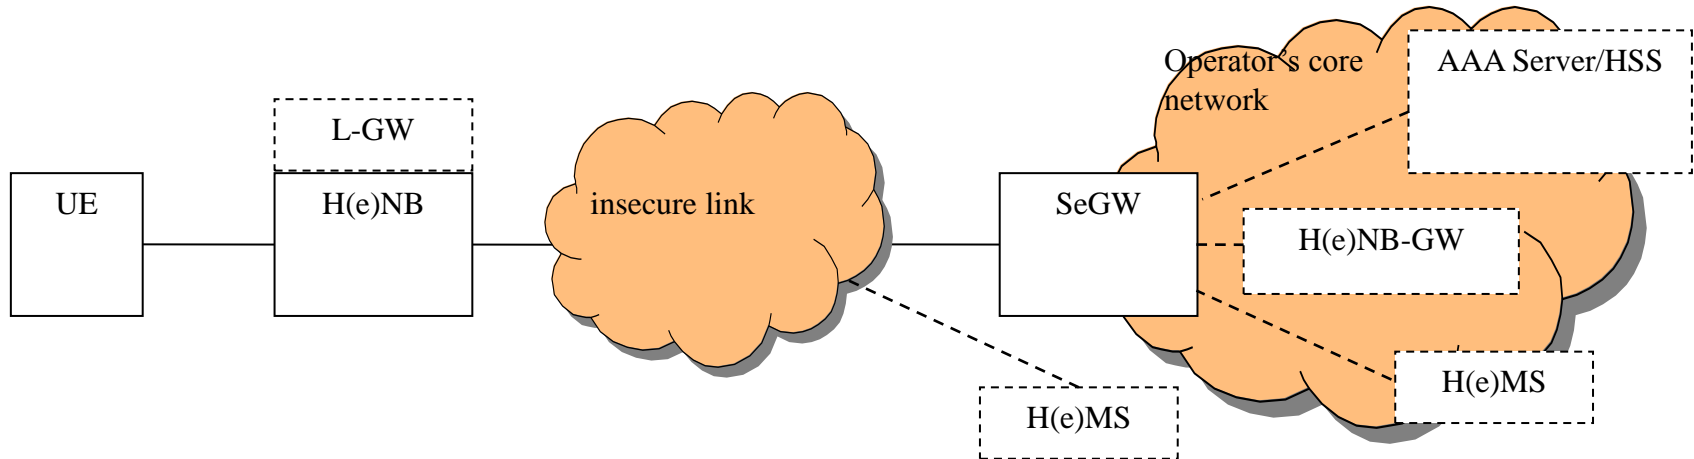 Operator's core
network
AAA Server/HSS
L-GW
UE
H(e)NB
insecure link
SeGW
H(e)NB-GW
H(e)MS
H(e)MS